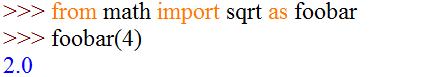 >>> from math import sqrt as foobar
>>> foobar(4)
2.0